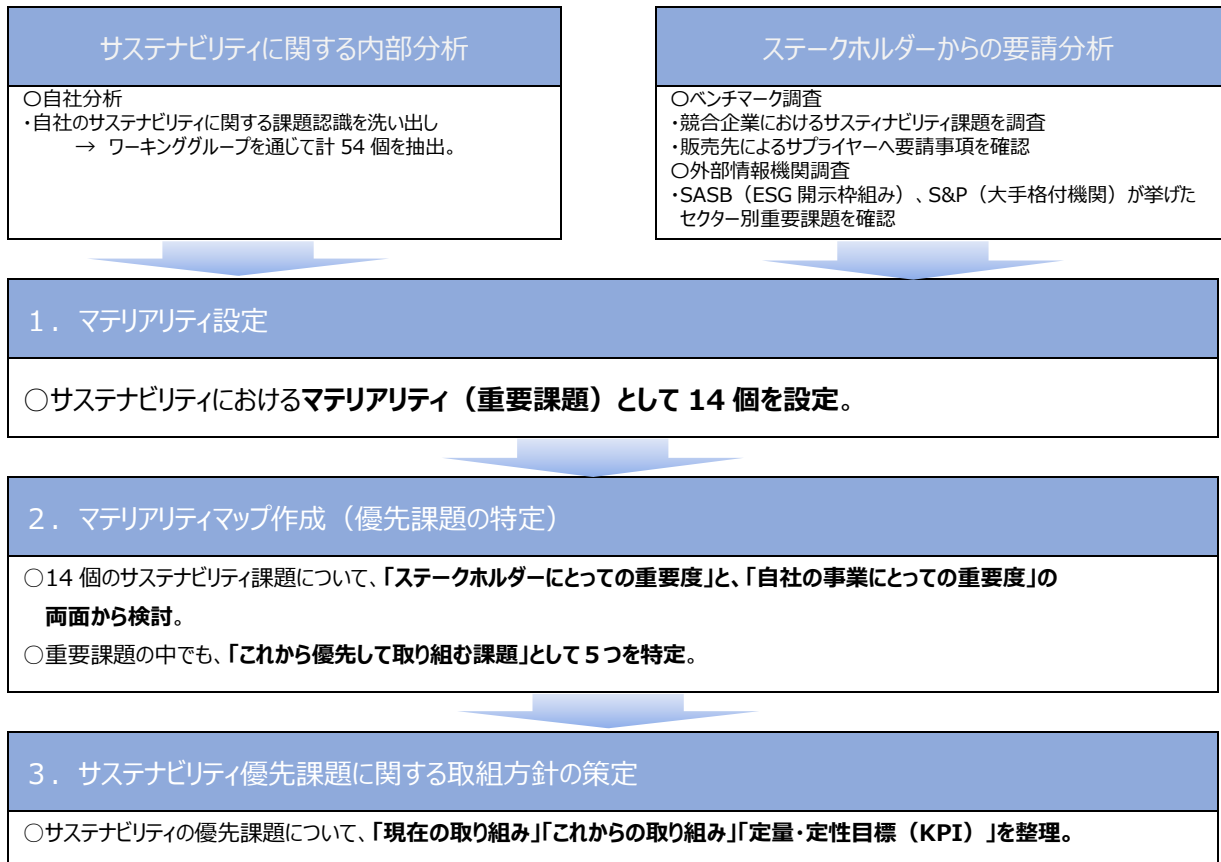 サステナビリティに関する内部分析
〇自社分析
・自社のサステナビリティに関する課題認識を洗い出し
→ ワーキンググループを通じて計 54 個を抽出。
ステークホルダーからの要請分析
〇ベンチマーク調査
・競合企業におけるサスティナビリティ課題を調査
・販売先によるサプライヤーへ要請事項を確認
〇外部情報機関調査
・SASB（ESG 開示枠組み）、S&P（大手格付機関）が挙げた
セクター別重要課題を確認
１．マテリアリティ設定
○サステナビリティにおけるマテリアリティ（重要課題）として 14 個を設定。
２．マテリアリティマップ作成（優先課題の特定）
○14 個のサステナビリティ課題について、「ステークホルダーにとっての重要度」と、「自社の事業にとっての重要度」の
両面から検討。
○重要課題の中でも、「これから優先して取り組む課題」として５つを特定。
３．サステナビリティ優先課題に関する取組方針の策定
○サステナビリティの優先課題について、「現在の取り組み」「これからの取り組み」「定量・定性目標（KPI）」を整理。